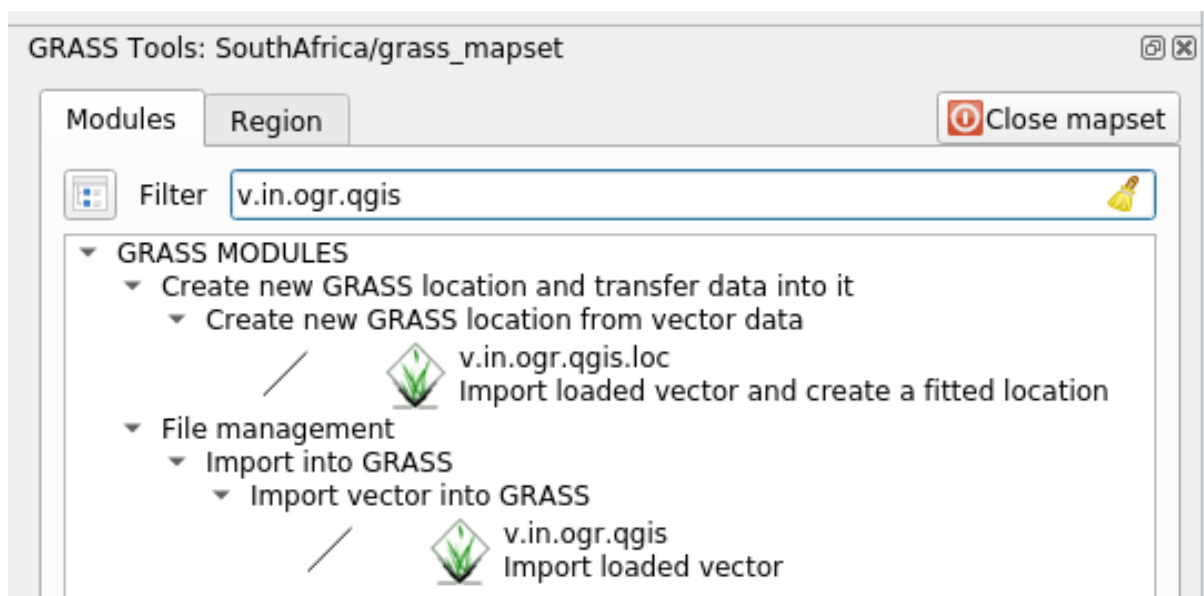 GRASS Tools: SouthAfrica/grass_mapset
Modules
Region
Close mapset
Filter
v.in.ogr.qgis
GRASS MODULES
Create new GRASS location and transfer data into it
Create new GRASS location from vector data
v.in.ogr.qgis.loc
Import loaded vector and create a fitted location
File management
Import into GRASS
Import vector into GRASS
v.in.ogr.qgis
Import loaded vector